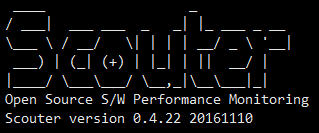 Scouter
Open Source S/W Performance Monitoring
Scouter version 0.4.22 20161110